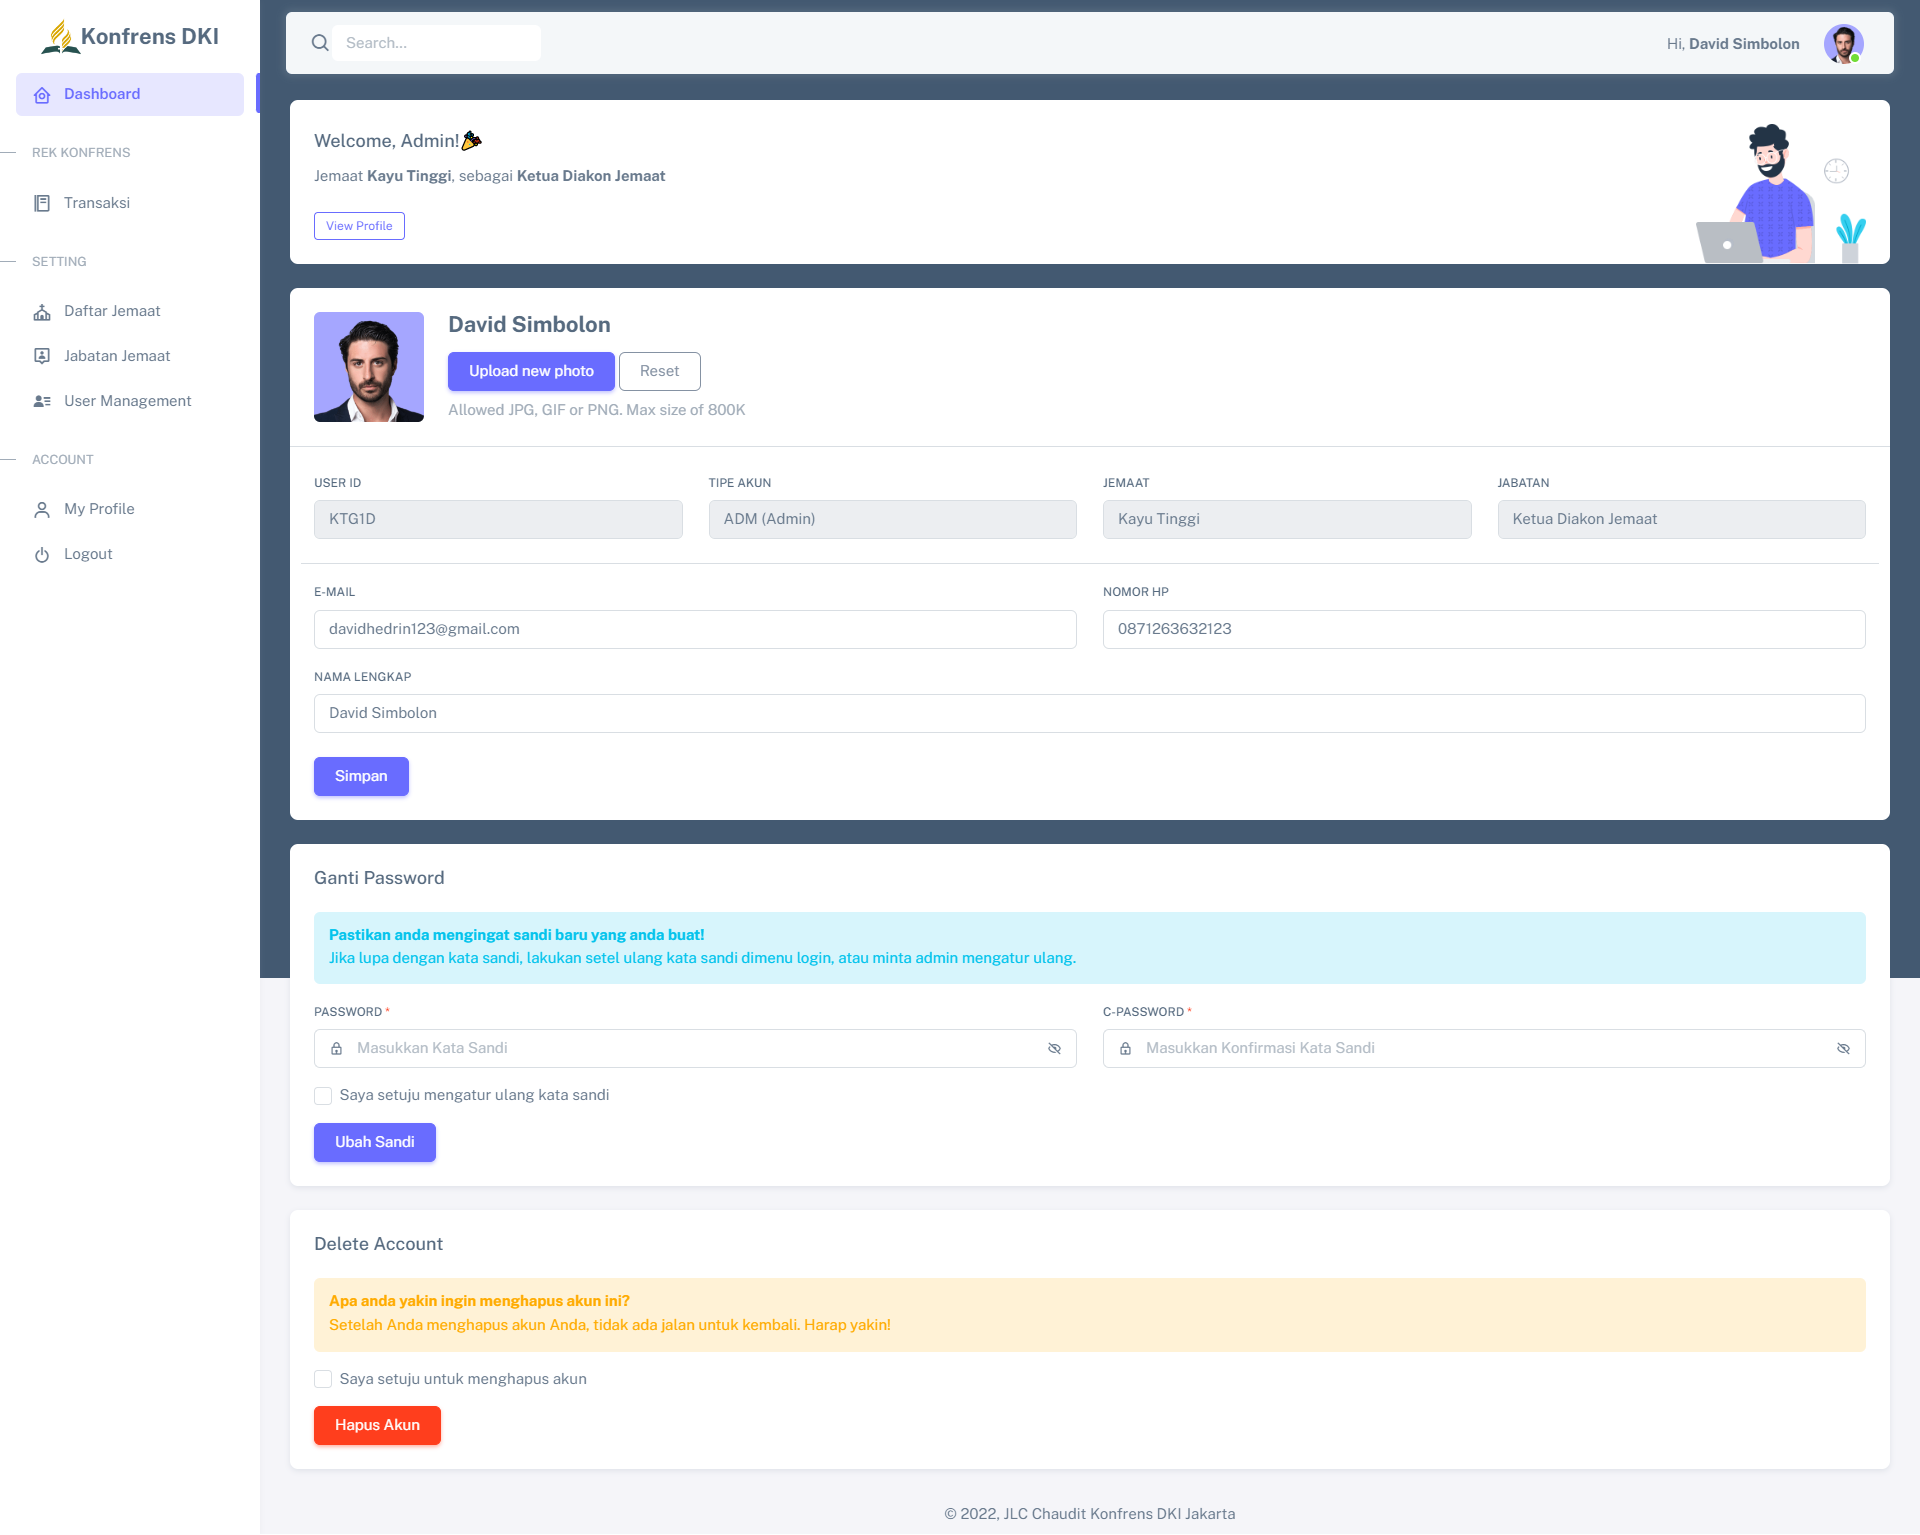 Konfrens DKI
Dashboard
REK KONFRENS
Transaksi
SETTING
Daftar Jemaat
Jabatan Jemaat
User Management
ACCOUNT
My Profile
Logout
Search...
Hi, David Simbolon
Welcome, Admin!
Jemaat Kayu Tinggi, sebagai Ketua Diakon Jemaat
View Profile
David Simbolon
Upload new photo
Reset
Allowed JPG, GIF or PNG. Max size of 800K
USER ID
TIPE AKUN
JEMAAT
JABATAN
KTG1D
ADM (Admin)
Kayu Tinggi
Ketua Diakon Jemaat
E-MAIL
NOMOR HP
davidhedrin123@gmail.com
0871263632123
NAMA LENGKAP
David Simbolon
Simpan
Ganti Password
Pastikan anda mengingat sandi baru yang anda buat!
Jika lupa dengan kata sandi, lakukan setel ulang kata sandi dimenu login, atau minta admin mengatur ulang.
PASSWORD *
C-PASSWORD *
Masukkan Kata Sandi
Masukkan Konfirmasi Kata Sandi
Saya setuju mengatur ulang kata sandi
Ubah Sandi
Delete Account
Apa anda yakin ingin menghapus akun ini?
Setelah Anda menghapus akun Anda, tidak ada jalan untuk kembali. Harap yakin!
Saya setuju untuk menghapus akun
Hapus Akun
© 2022, JLC Chaudit Konfrens DKI Jakarta